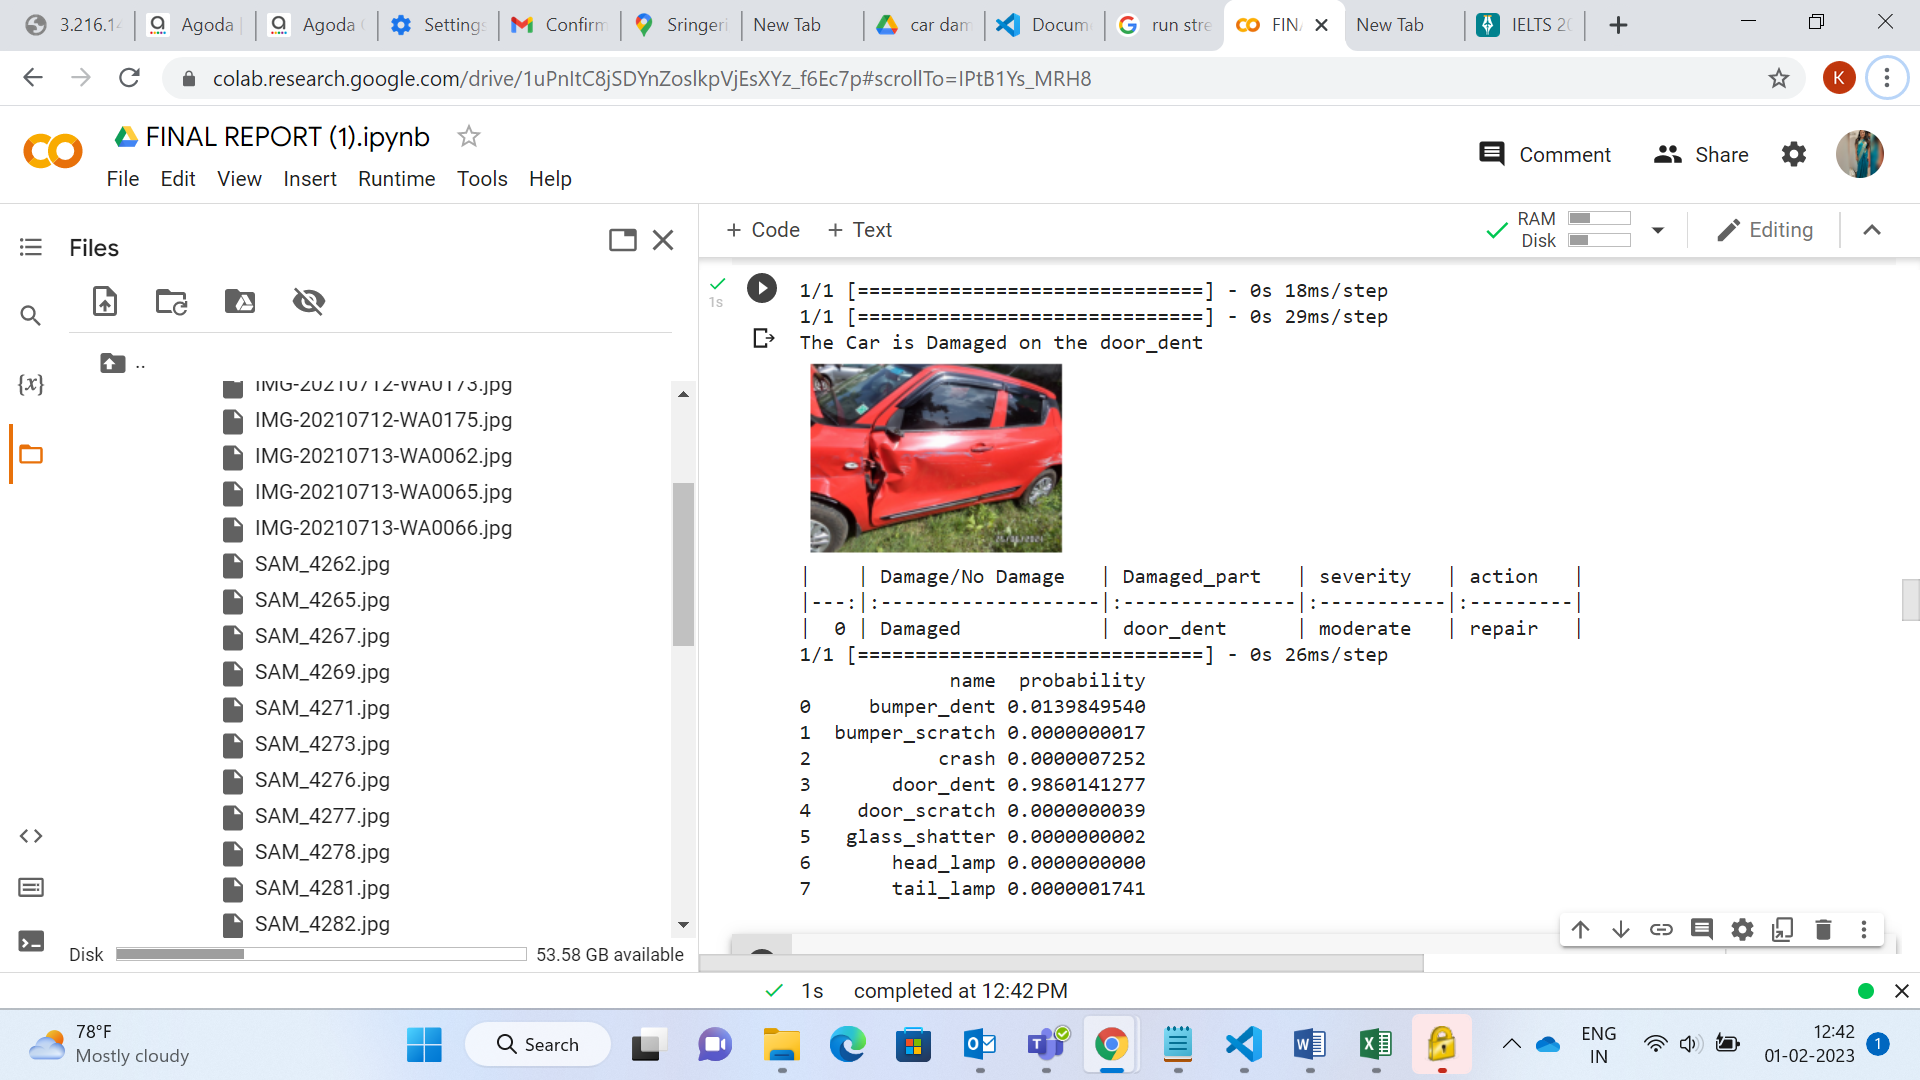 3.216.14
Agoda
Agoda
Settings
Confirm
Sringeri
New Tab
car dam
Docum
run stre
FIN
New Tab
IELTS 20
colab.research.google.com/drive/1uPnItC8jSDYnZoslkpVjEsXYz_f6Ec7p#scrollTo=IPtB1Ys_MRH8
K
FINAL REPORT (1).ipynb
File Edit View Insert Runtime Tools Help
Comment
Share
Files
+ Code + Text
RAM
Disk
Editing
{x}
..
IMG-20210712-WA0173.jpg
IMG-20210712-WA0175.jpg
IMG-20210713-WA0062.jpg
IMG-20210713-WA0065.jpg
IMG-20210713-WA0066.jpg
SAM_4262.jpg
SAM_4265.jpg
SAM_4267.jpg
SAM_4269.jpg
SAM_4271.jpg
SAM_4273.jpg
SAM_4276.jpg
SAM_4277.jpg
SAM_4278.jpg
SAM_4281.jpg
SAM_4282.jpg
Disk
53.58 GB available
1s
1/1 [==============================] - 0s 18ms/step
1/1 [==============================] - 0s 29ms/step
The Car is Damaged on the door_dent
|    | Damage/No Damage   | Damaged_part   | severity   | action   |
|---:|:-------------------|:---------------|:-----------|:---------|
|  0 | Damaged            | door_dent      | moderate   | repair   |
1/1 [==============================] - 0s 26ms/step
name probability
0 bumper_dent 0.0139849540
1 bumper_scratch 0.0000000017
2 crash 0.0000007252
3 door_dent 0.9860141277
4 door_scratch 0.0000000039
5 glass_shatter 0.0000000002
6 head_lamp 0.0000000000
7 tail_lamp 0.0000001741
1s completed at 12:42 PM
78°F
Mostly cloudy
Search
ENG
IN
12:42
01-02-2023
1